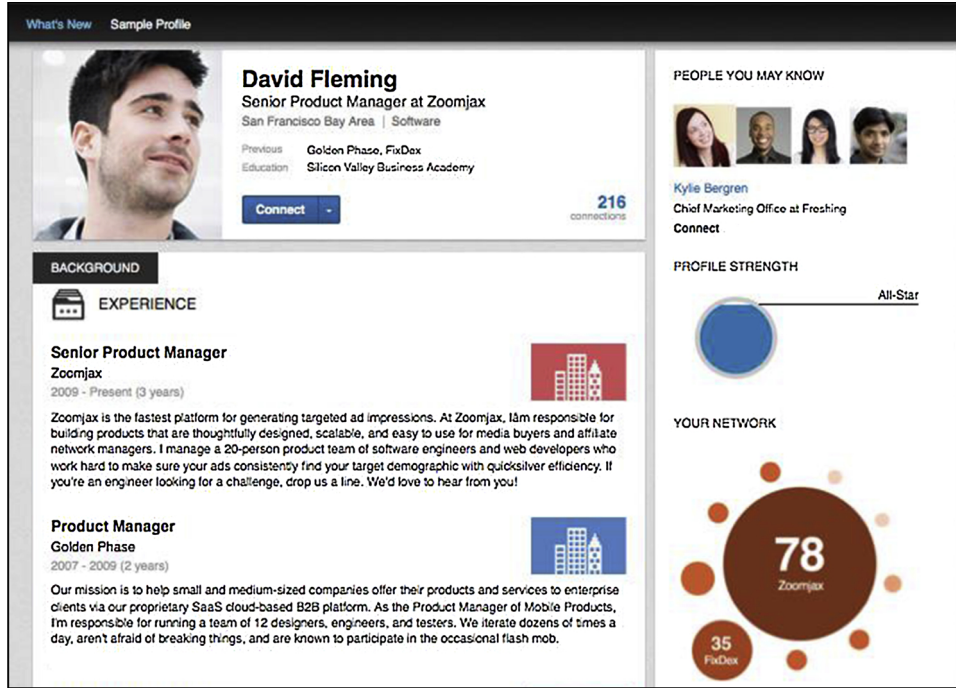 What's New Sample Profile
David Fleming
Senior Product Manager at Zoomjax
San Francisco Bay Area | Software
Previous Golden Phase, FixDex
Education Silicon Valley Business Academy
Connect
216
connections
BACKGROUND
EXPERIENCE
Senior Product Manager
Zoomjax
2009 - Present (3 years)
Zoomjax is the fastest platform for generating targeted ad impressions. At Zoomjax, Iâm responsible for
building products that are thoughtfully designed, scalable, and easy to use for media buyers and affiliate
network managers. I manage a 20-person product team of software engineers and web developers who
work hard to make sure your ads consistently find your target demographic with quicksilver efficiency. If
you're an engineer looking for a challenge, drop us a line. We'd love to hear from you!
Product Manager
Golden Phase
2007 - 2009 (2 years)
Our mission is to help small and medium-sized companies offer their products and services to enterprise
clients via our proprietary SaaS cloud-based B2B platform. As the Product Manager of Mobile Products,
I'm responsible for running a team of 12 designers, engineers, and testers. We iterate dozens of times a
day, aren't afraid of breaking things, and are known to participate in the occasional flash mob.
PEOPLE YOU MAY KNOW
Kylie Bergren
Chief Marketing Office at Freshing
Connect
PROFILE STRENGTH
All-Star
YOUR NETWORK
78
Zoomjax
35
FixDex